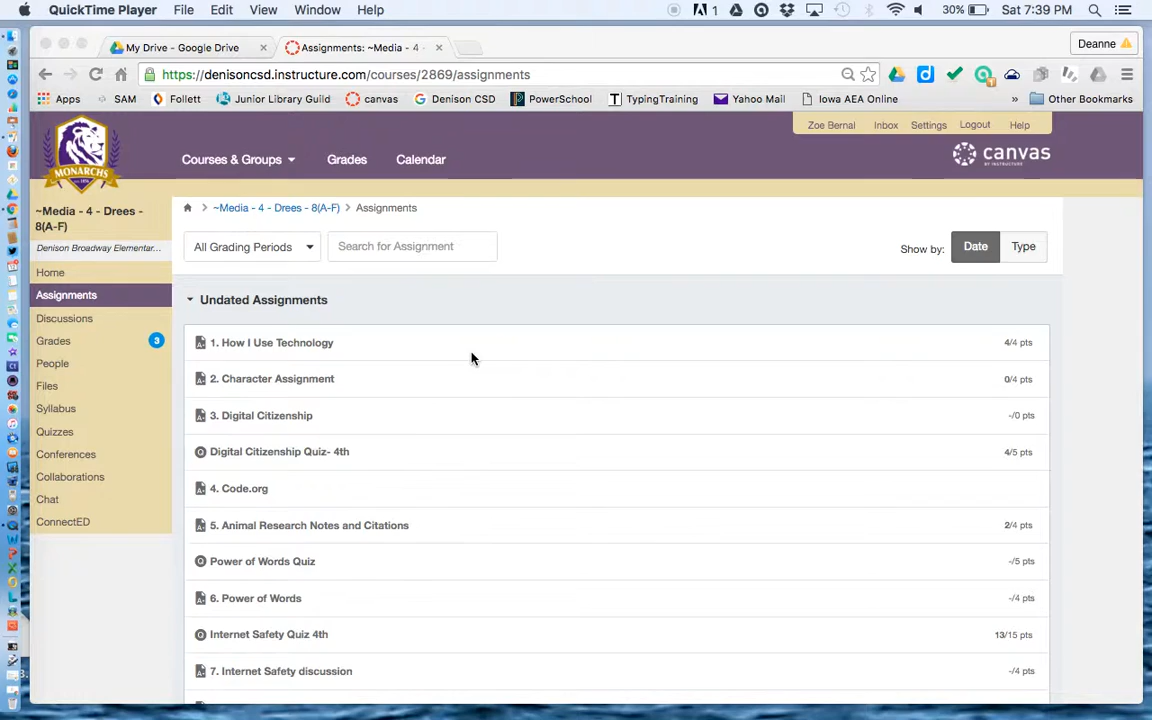 QuickTime Player File Edit View Window Help 1 30% Sat 7:39 PM
My Drive - Google Drive Assignments: ~Media - 4 - Deanne
https://denisoncsd.instructure.com/courses/2869/assignments
Apps SAM Follett Junior Library Guild canvas Denison CSD PowerSchool TypingTraining Yahoo Mail Iowa AEA Online » Other Bookmarks
Zoe Bernal Inbox Settings Logout Help
MONARCHS
Courses & Groups Grades Calendar canvas
BY INSTRUCTURE
~Media - 4 - Drees -
8(A-F)
~Media - 4 - Drees - 8(A-F) Assignments
Denison Broadway Elementar...
All Grading Periods Search for Assignment Show by: Date Type
Home
Assignments
Discussions
Grades 3
People
Files
Syllabus
Quizzes
Conferences
Collaborations
Chat
ConnectED
Undated Assignments
1. How I Use Technology 4/4 pts
2. Character Assignment 0/4 pts
3. Digital Citizenship -/0 pts
Digital Citizenship Quiz- 4th 4/5 pts
4. Code.org
5. Animal Research Notes and Citations 2/4 pts
Power of Words Quiz -/5 pts
6. Power of Words -/4 pts
Internet Safety Quiz 4th 13/15 pts
7. Internet Safety discussion -/4 pts